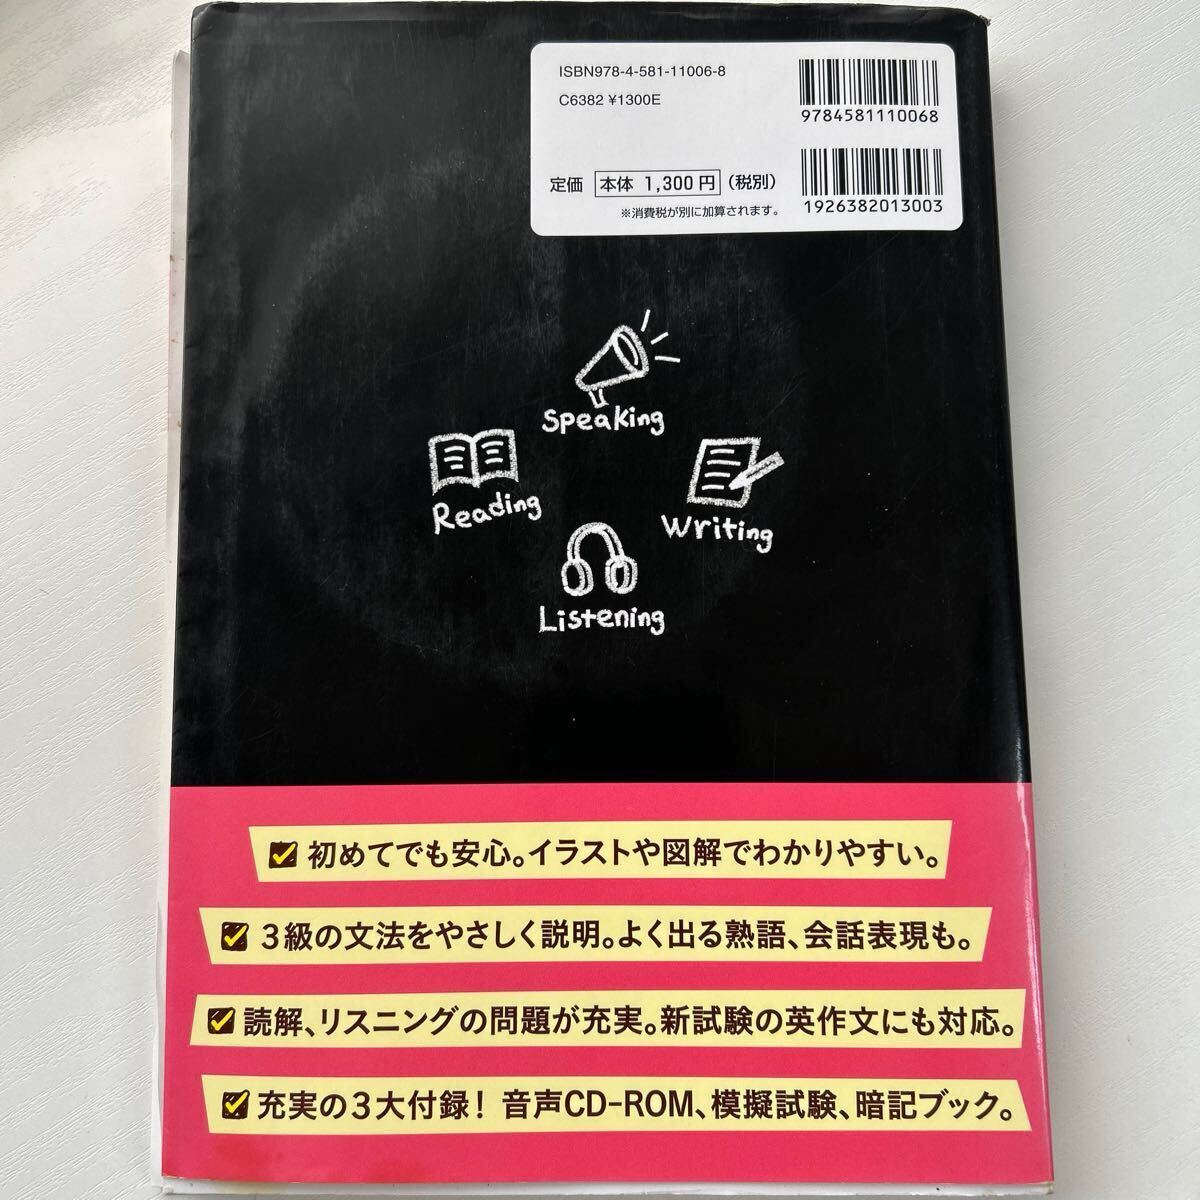 ISBN978-4-581-11006-8
C6382 ¥1300E
9784581110068
定価 本体 1,300円 (税別)
※消費税が別に加算されます。
1926382013003
Speaking
Reading
Writing
Listening
初めてでも安心。イラストや図解でわかりやすい。
3級の文法をやさしく説明。よく出る熟語、会話表現も。
読解、リスニングの問題が充実。新試験の英作文にも対応。
充実の3大付録! 音声CD-ROM、模擬試験、暗記ブック。